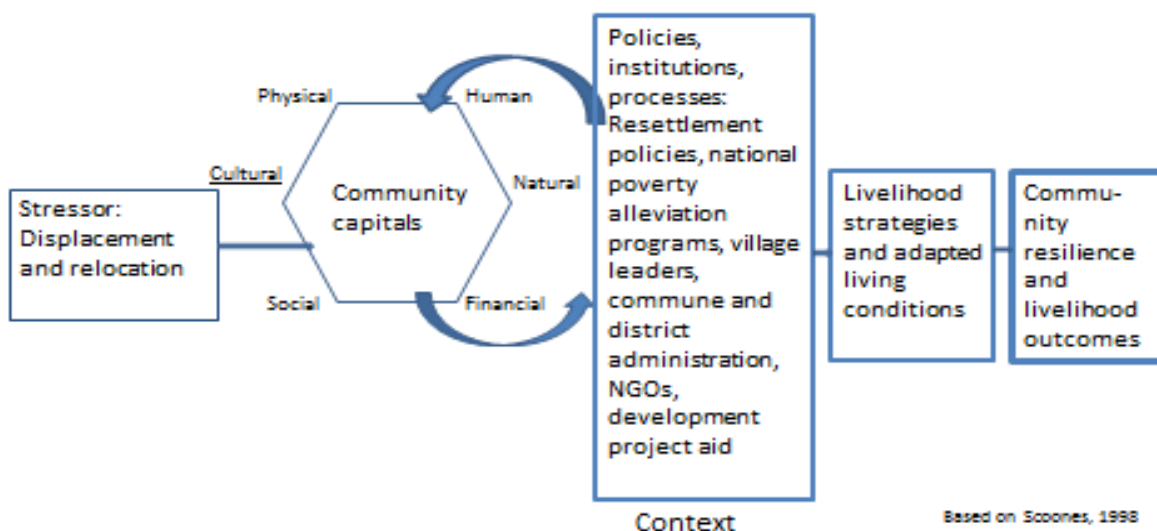 Stressor:
Displacement
and relocation
Physical
Human
Cultural
Natural
Social
Financial
Community
capitals
Policies,
institutions,
processes:
Resettlement
policies, national
poverty
alleviation
programs, village
leaders,
commune and
district
administration,
NGOs,
development
project aid
Context
Livelihood
strategies
and adapted
living
conditions
Commu-
nity
resilience
and
livelihood
outcomes
Based on Scoones, 1998